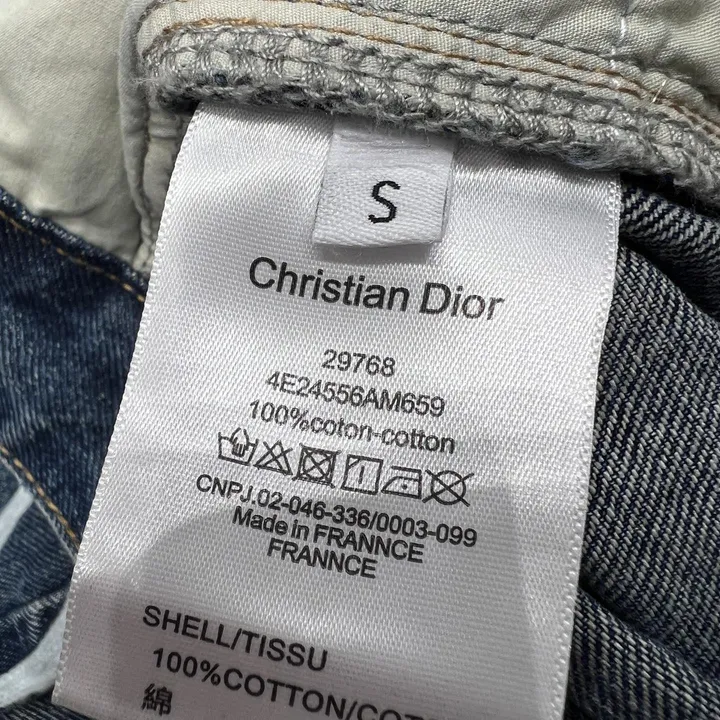 S
Christian Dior
29768
4E24556AM659
100%coton-cotton
CNPJ.02-046-336/0003-099
Made in FRANNCE
FRANNCE
SHELL/TISSU
100%COTTON/COTO
綿